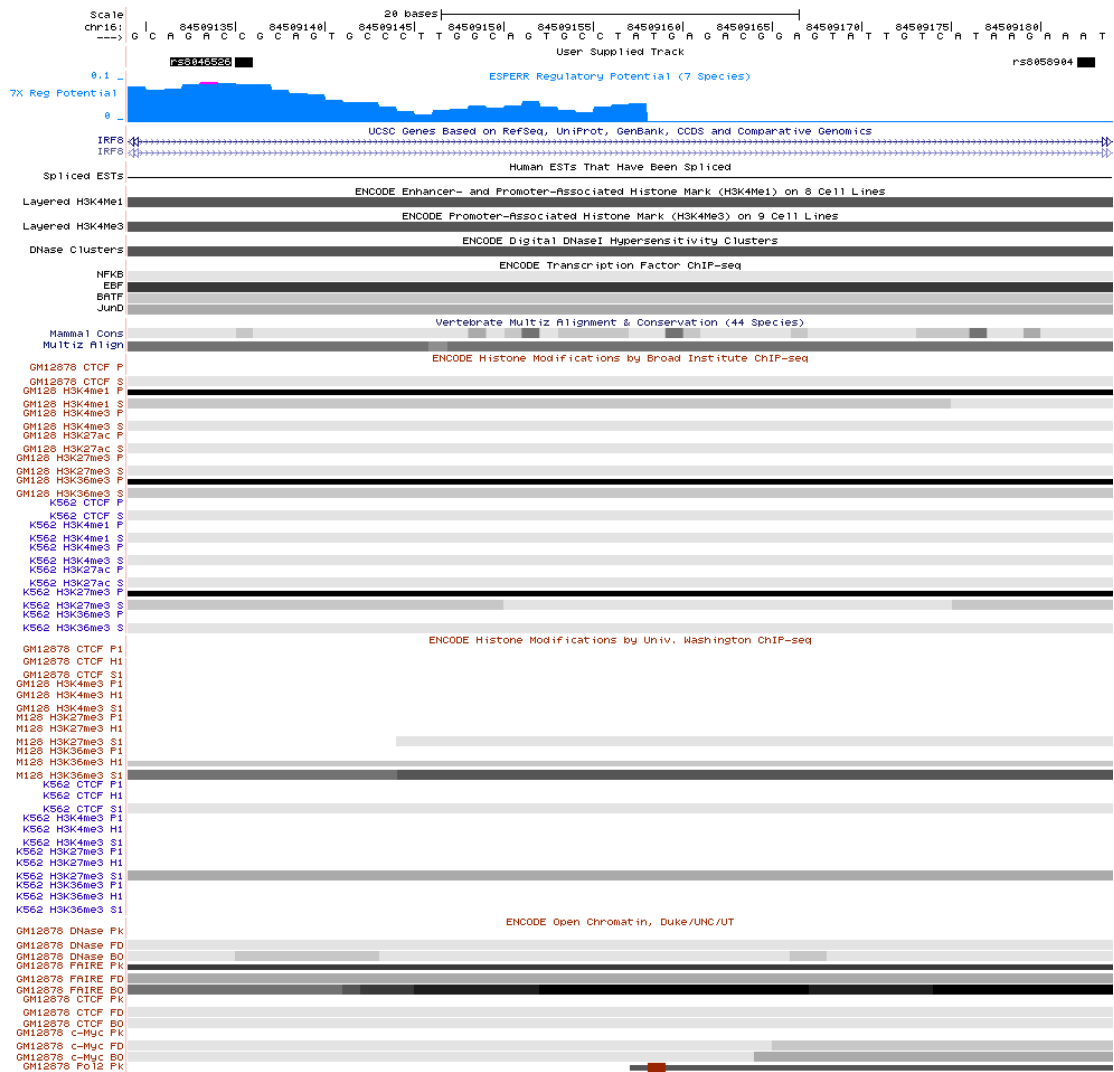 Scale 20 bases
chr16: 84509135 84509140 84509145 84509150 84509155 84509160 84509165 84509170 84509175 84509180
---> G C A G A C C G C A G T G C C C T T G G C A G T G C C T A T G A G A C G G A G T A T T G T C A T A A G A A A T
User Supplied Track
rs8046526 rs8058904
ESPERR Regulatory Potential (7 Species)
0.1 _
7X Reg Potential
0 _
UCSC Genes Based on RefSeq, UniProt, GenBank, CCDS and Comparative Genomics
IRF8
IRF8
Human ESTs That Have Been Spliced
Spliced ESTs
ENCODE Enhancer- and Promoter-Associated Histone Mark (H3K4Me1) on 8 Cell Lines
Layered H3K4Me1
ENCODE Promoter-Associated Histone Mark (H3K4Me3) on 9 Cell Lines
Layered H3K4Me3
ENCODE Digital DNaseI Hypersensitivity Clusters
DNase Clusters
ENCODE Transcription Factor ChIP-seq
NFKB
EBF
BATF
JunD
Vertebrate Multiz Alignment & Conservation (44 Species)
Mammal Cons
Multiz Align
ENCODE Histone Modifications by Broad Institute ChIP-seq
GM12878 CTCF P
GM12878 CTCF S
GM128 H3K4me1 P
GM128 H3K4me1 S
GM128 H3K4me3 P
GM128 H3K4me3 S
GM128 H3K27ac P
GM128 H3K27ac S
GM128 H3K27me3 P
GM128 H3K27me3 S
GM128 H3K36me3 P
GM128 H3K36me3 S
K562 CTCF P
K562 CTCF S
K562 H3K4me1 P
K562 H3K4me1 S
K562 H3K4me3 P
K562 H3K4me3 S
K562 H3K27ac P
K562 H3K27ac S
K562 H3K27me3 P
K562 H3K27me3 S
K562 H3K36me3 P
K562 H3K36me3 S
ENCODE Histone Modifications by Univ. Washington ChIP-seq
GM12878 CTCF P1
GM12878 CTCF H1
GM12878 CTCF S1
GM128 H3K4me3 P1
GM128 H3K4me3 H1
GM128 H3K4me3 S1
M128 H3K27me3 P1
M128 H3K27me3 H1
M128 H3K27me3 S1
M128 H3K36me3 P1
M128 H3K36me3 H1
M128 H3K36me3 S1
K562 CTCF P1
K562 CTCF H1
K562 CTCF S1
K562 H3K4me3 P1
K562 H3K4me3 H1
K562 H3K4me3 S1
K562 H3K27me3 P1
K562 H3K27me3 H1
K562 H3K27me3 S1
K562 H3K36me3 P1
K562 H3K36me3 H1
K562 H3K36me3 S1
ENCODE Open Chromatin, Duke/UNC/UT
GM12878 DNase Pk
GM12878 DNase FD
GM12878 DNase BO
GM12878 FAIRE Pk
GM12878 FAIRE FD
GM12878 FAIRE BO
GM12878 CTCF Pk
GM12878 CTCF FD
GM12878 CTCF BO
GM12878 c-Myc Pk
GM12878 c-Myc FD
GM12878 c-Myc BO
GM12878 Pol2 Pk